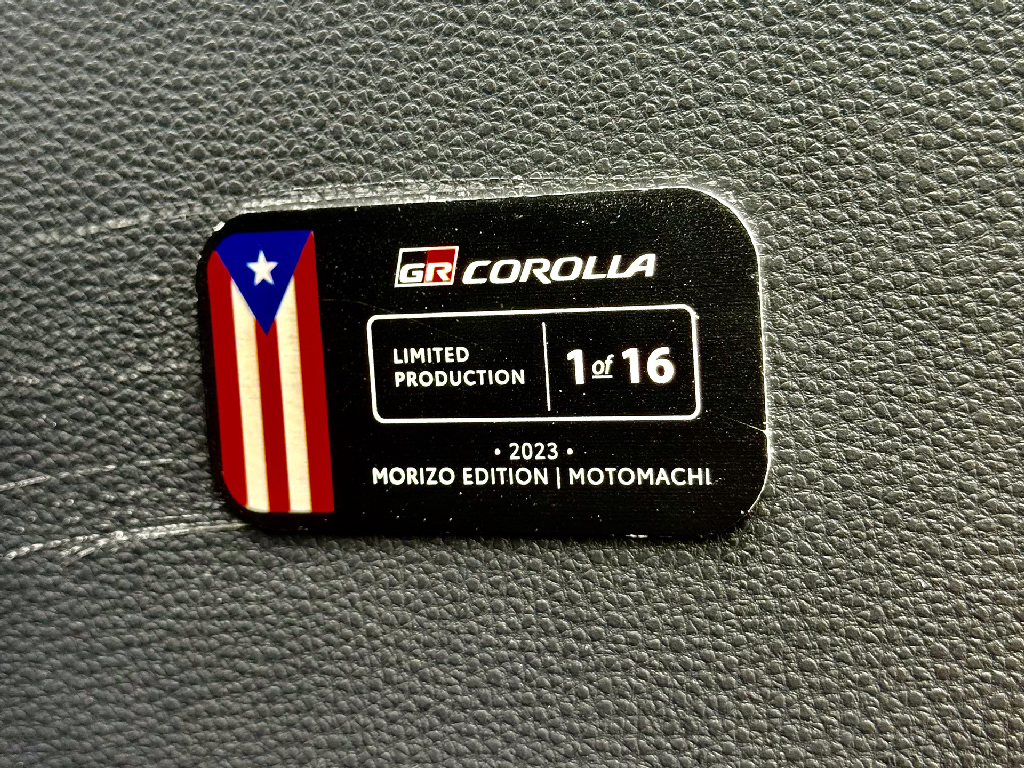 GR COROLLA
LIMITED
PRODUCTION
1 of 16
• 2023 •
MORIZO EDITION | MOTOMACHI